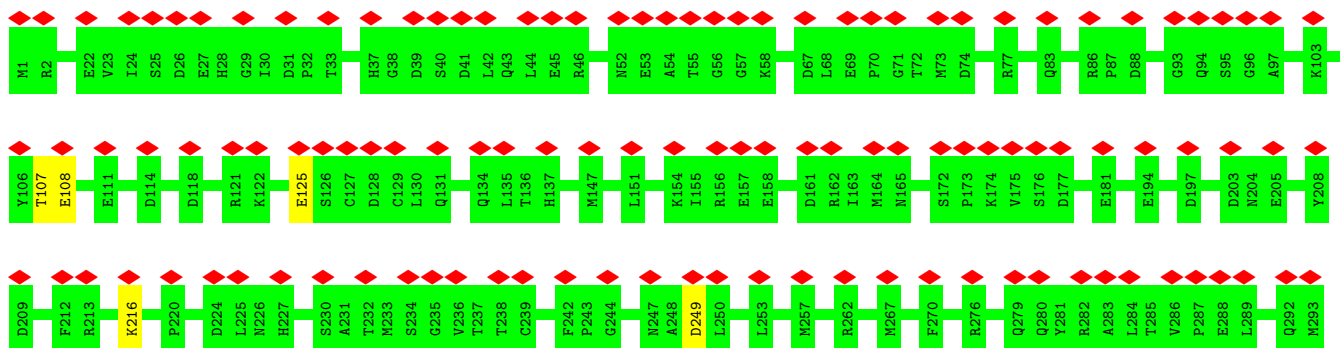 M1 R2 E22 V23 I24 S25 D26 E27 H28 G29 I30 D31 P32 T33 H37 G38 D39 S40 D41 L42 Q43 L44 E45 R46 N52 E53 A54 T55 G56 G57 K58 D67 L68 E69 P70 G71 T72 M73 D74 R77 Q83 R86 P87 D88 G93 Q94 S95 G96 A97 K103
Y106 T107 E108 E111 D114 D118 R121 K122 E125 S126 C127 D128 C129 L130 Q131 Q134 L135 T136 H137 M147 L151 K154 I155 R156 E157 E158 D161 R162 I163 M164 N165 S172 P173 K174 V175 S176 D177 E181 E194 D197 D203 N204 E205 Y208
D209 F212 R213 K216 P220 D224 L225 N226 H227 S230 A231 T232 M233 S234 G235 V236 T237 T238 C239 F242 P243 G244 N247 A248 D249 L250 L253 M257 R262 M267 F270 R276 Q279 Q280 Y281 R282 A283 L284 T285 V286 P287 E288 L289 Q292 M293